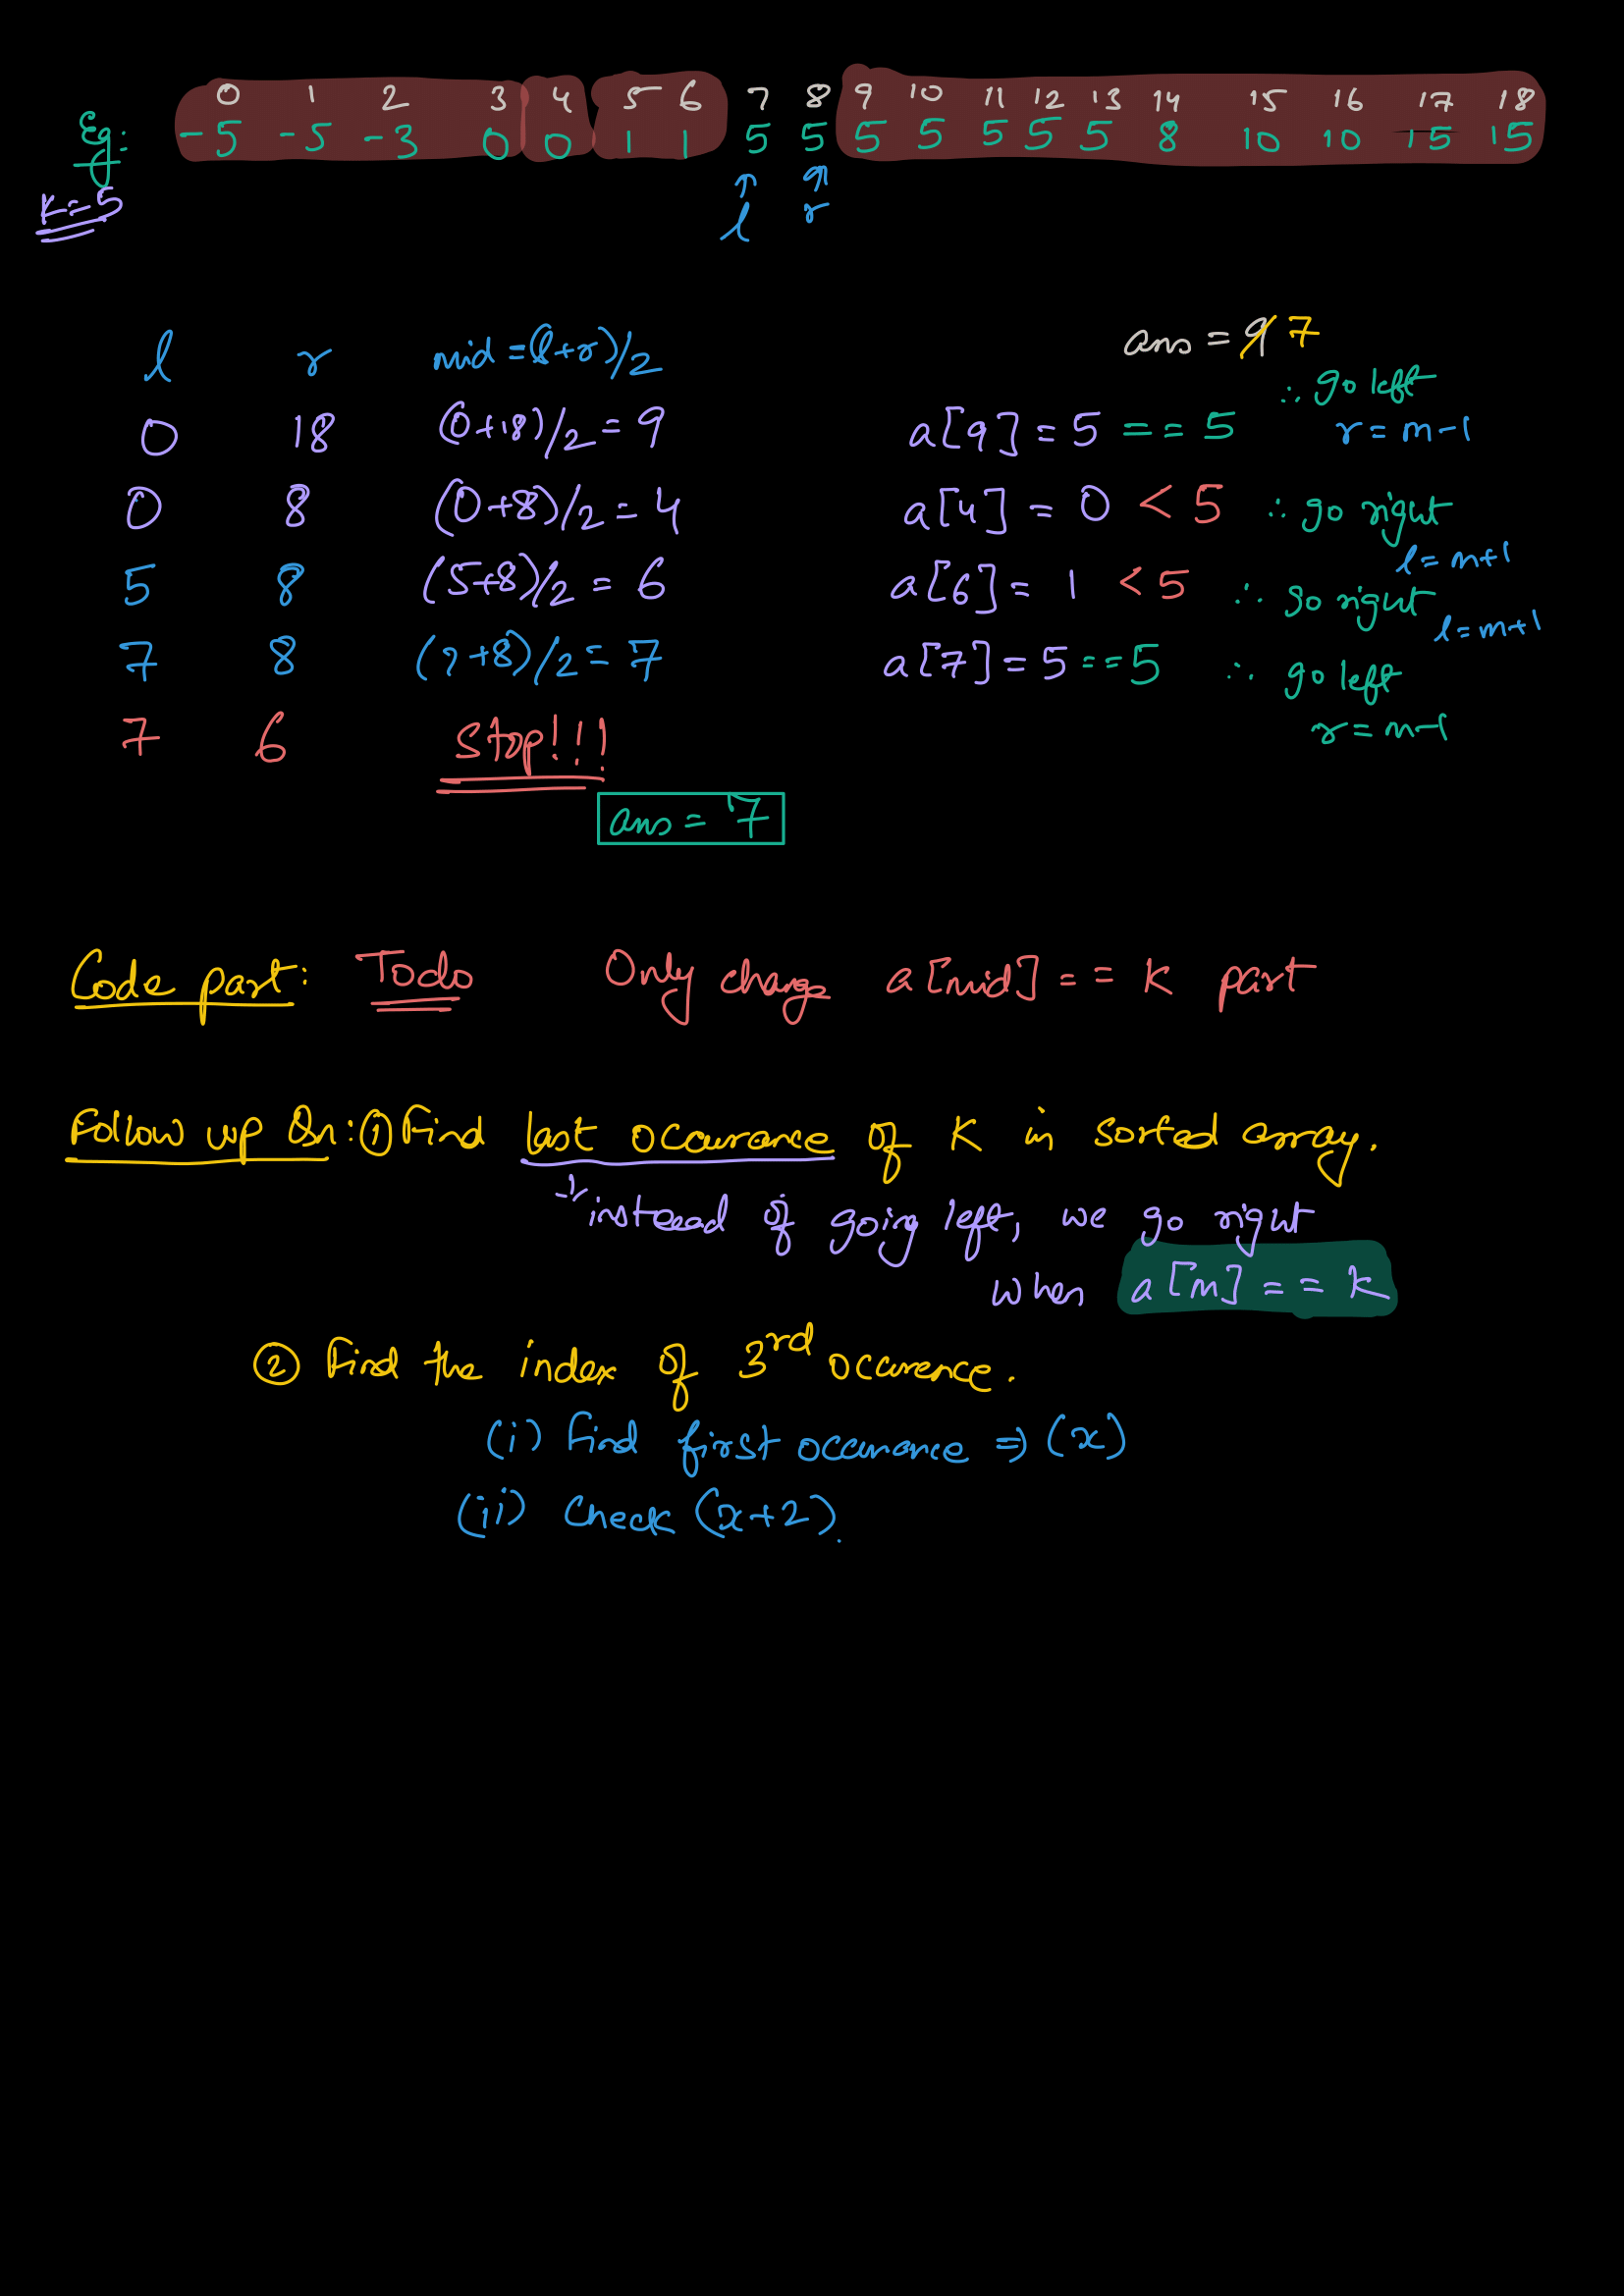 0 1 2 3 4 5 6 7 8 9 10 11 12 13 14 15 16 17 18
Eg: -5 -5 -3 0 0 1 1 5 5 5 5 5 5 5 8 10 10 15 15
K=5
↑ ↑
l r
l r mid = (l+r)/2 ans = 9 7
0 18 (0+18)/2 = 9 a[9] = 5 == 5 ∴ go left
r = m-1
0 8 (0+8)/2 = 4 a[4] = 0 < 5 ∴ go right
l = m+1
5 8 (5+8)/2 = 6 a[6] = 1 < 5 ∴ go right
l = m+1
7 8 (7+8)/2 = 7 a[7] = 5 == 5 ∴ go left
r = m-1
7 6 Stop!!!
ans = 7
Code part: Todo Only change a[mid] == K part
Follow up Qn: ① Find last occurance of K in sorted array.
insteead of going left, we go right
when a[m] == K
② Find the index of 3rd occurence.
(i) Find first occurance ⇒ (x)
(ii) Check (x+2).